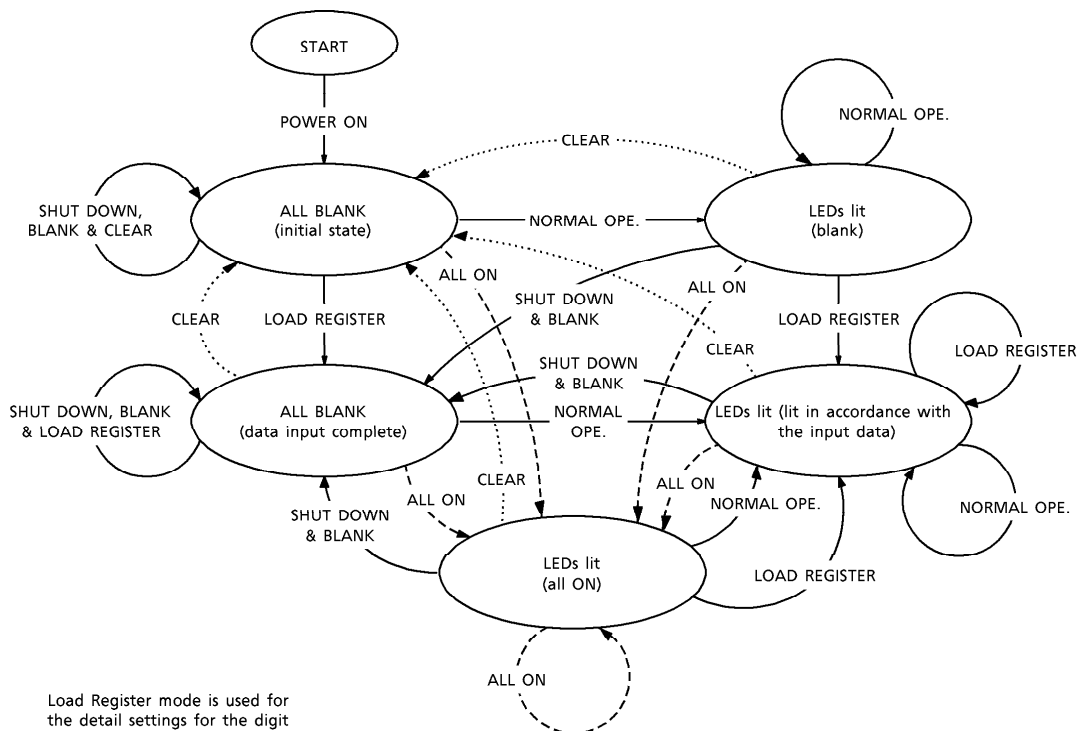 START
POWER ON
NORMAL OPE.
CLEAR
SHUT DOWN,
BLANK & CLEAR
ALL BLANK
(initial state)
NORMAL OPE.
LEDs lit
(blank)
ALL ON
ALL ON
SHUT DOWN
& BLANK
CLEAR
LOAD REGISTER
LOAD REGISTER
CLEAR
LOAD REGISTER
SHUT DOWN
& BLANK
SHUT DOWN, BLANK
& LOAD REGISTER
ALL BLANK
(data input complete)
NORMAL
OPE.
LEDs lit (lit in accordance with
the input data)
ALL ON
CLEAR
ALL ON
NORMAL OPE.
NORMAL OPE.
SHUT DOWN
& BLANK
LEDs lit
(all ON)
LOAD REGISTER
ALL ON
Load Register mode is used for
the detail settings for the digit